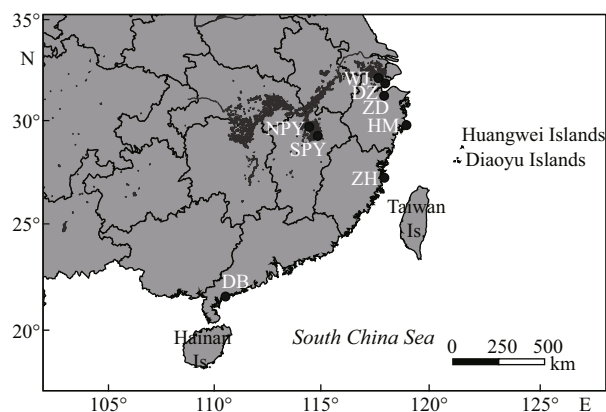 35°
N
WJ
DZ
ZD
30°
HM
NPY
SPY
Huangwei Islands
Diaoyu Islands
ZH
Taiwan
Is.
25°
DB
20°
Hainan
Is.
South China Sea
0 250 500
km
105° 110° 115° 120° 125° E